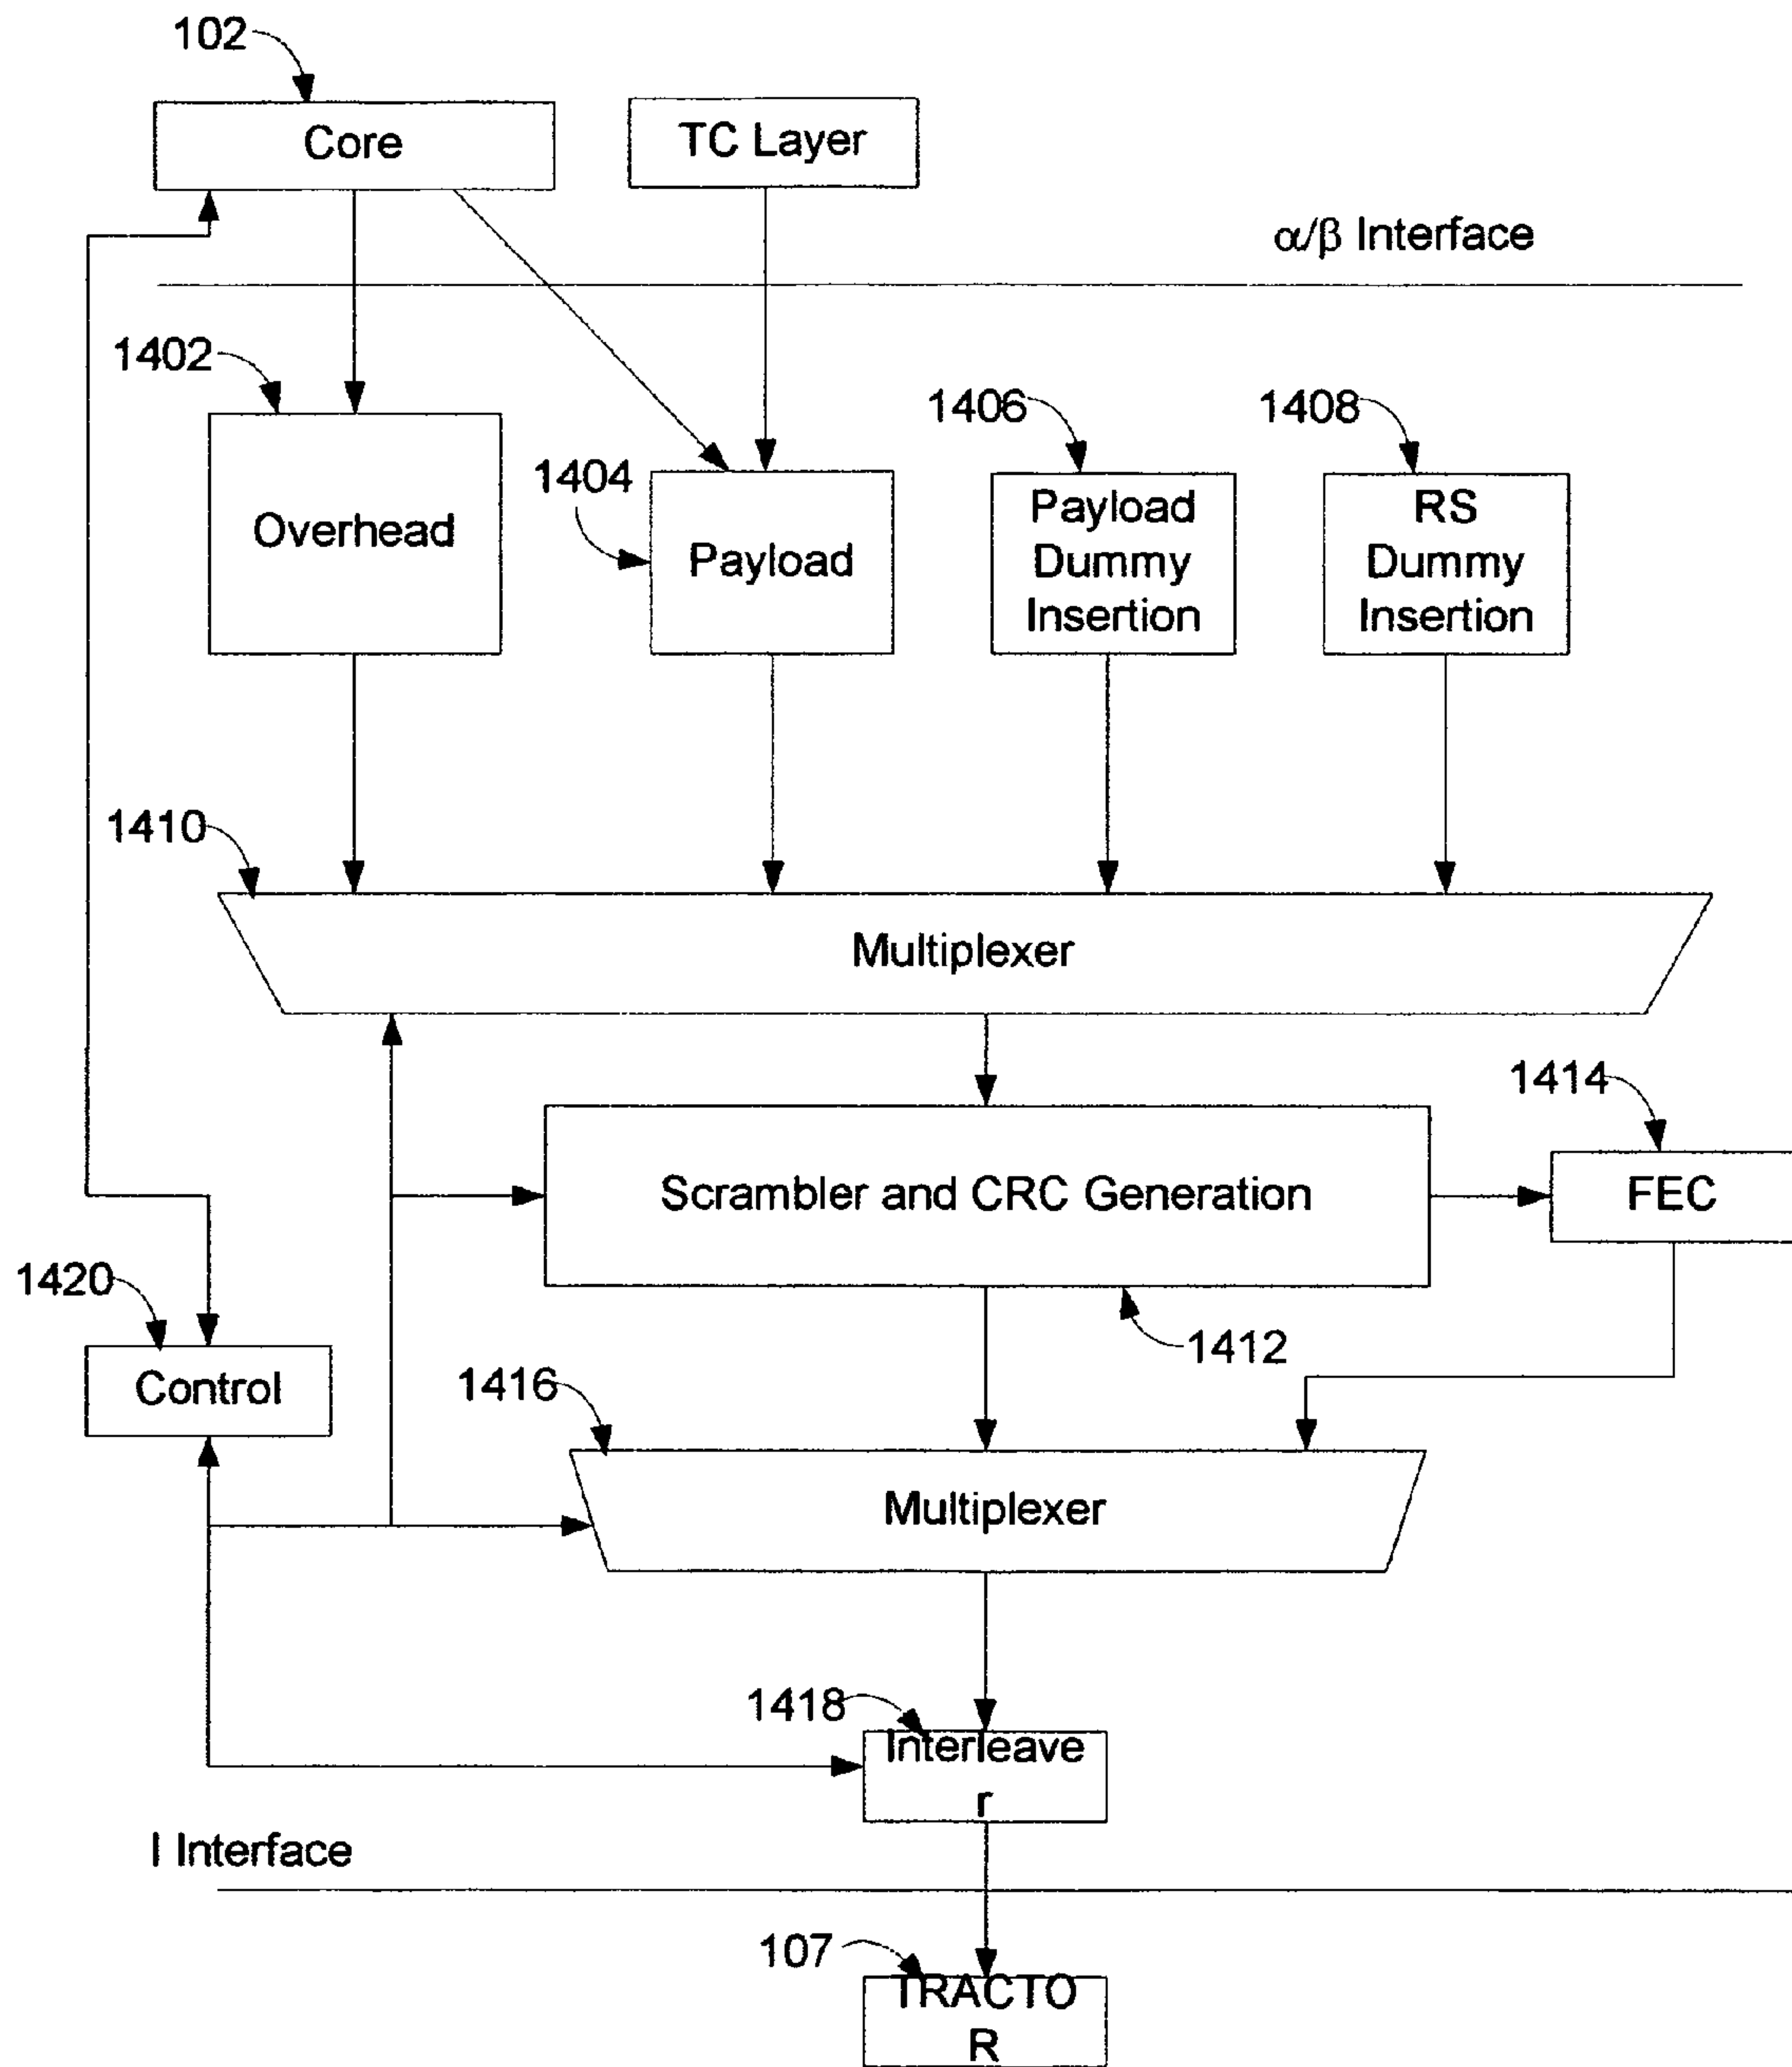 102
Core
TC Layer
α/β Interface
1402
1406
1408
1404
Overhead
Payload
Payload
Dummy
Insertion
RS
Dummy
Insertion
1410
Multiplexer
1414
Scrambler and CRC Generation
FEC
1420
1412
Control
1416
Multiplexer
1418
Interleave
r
I Interface
107
TRACTO
R